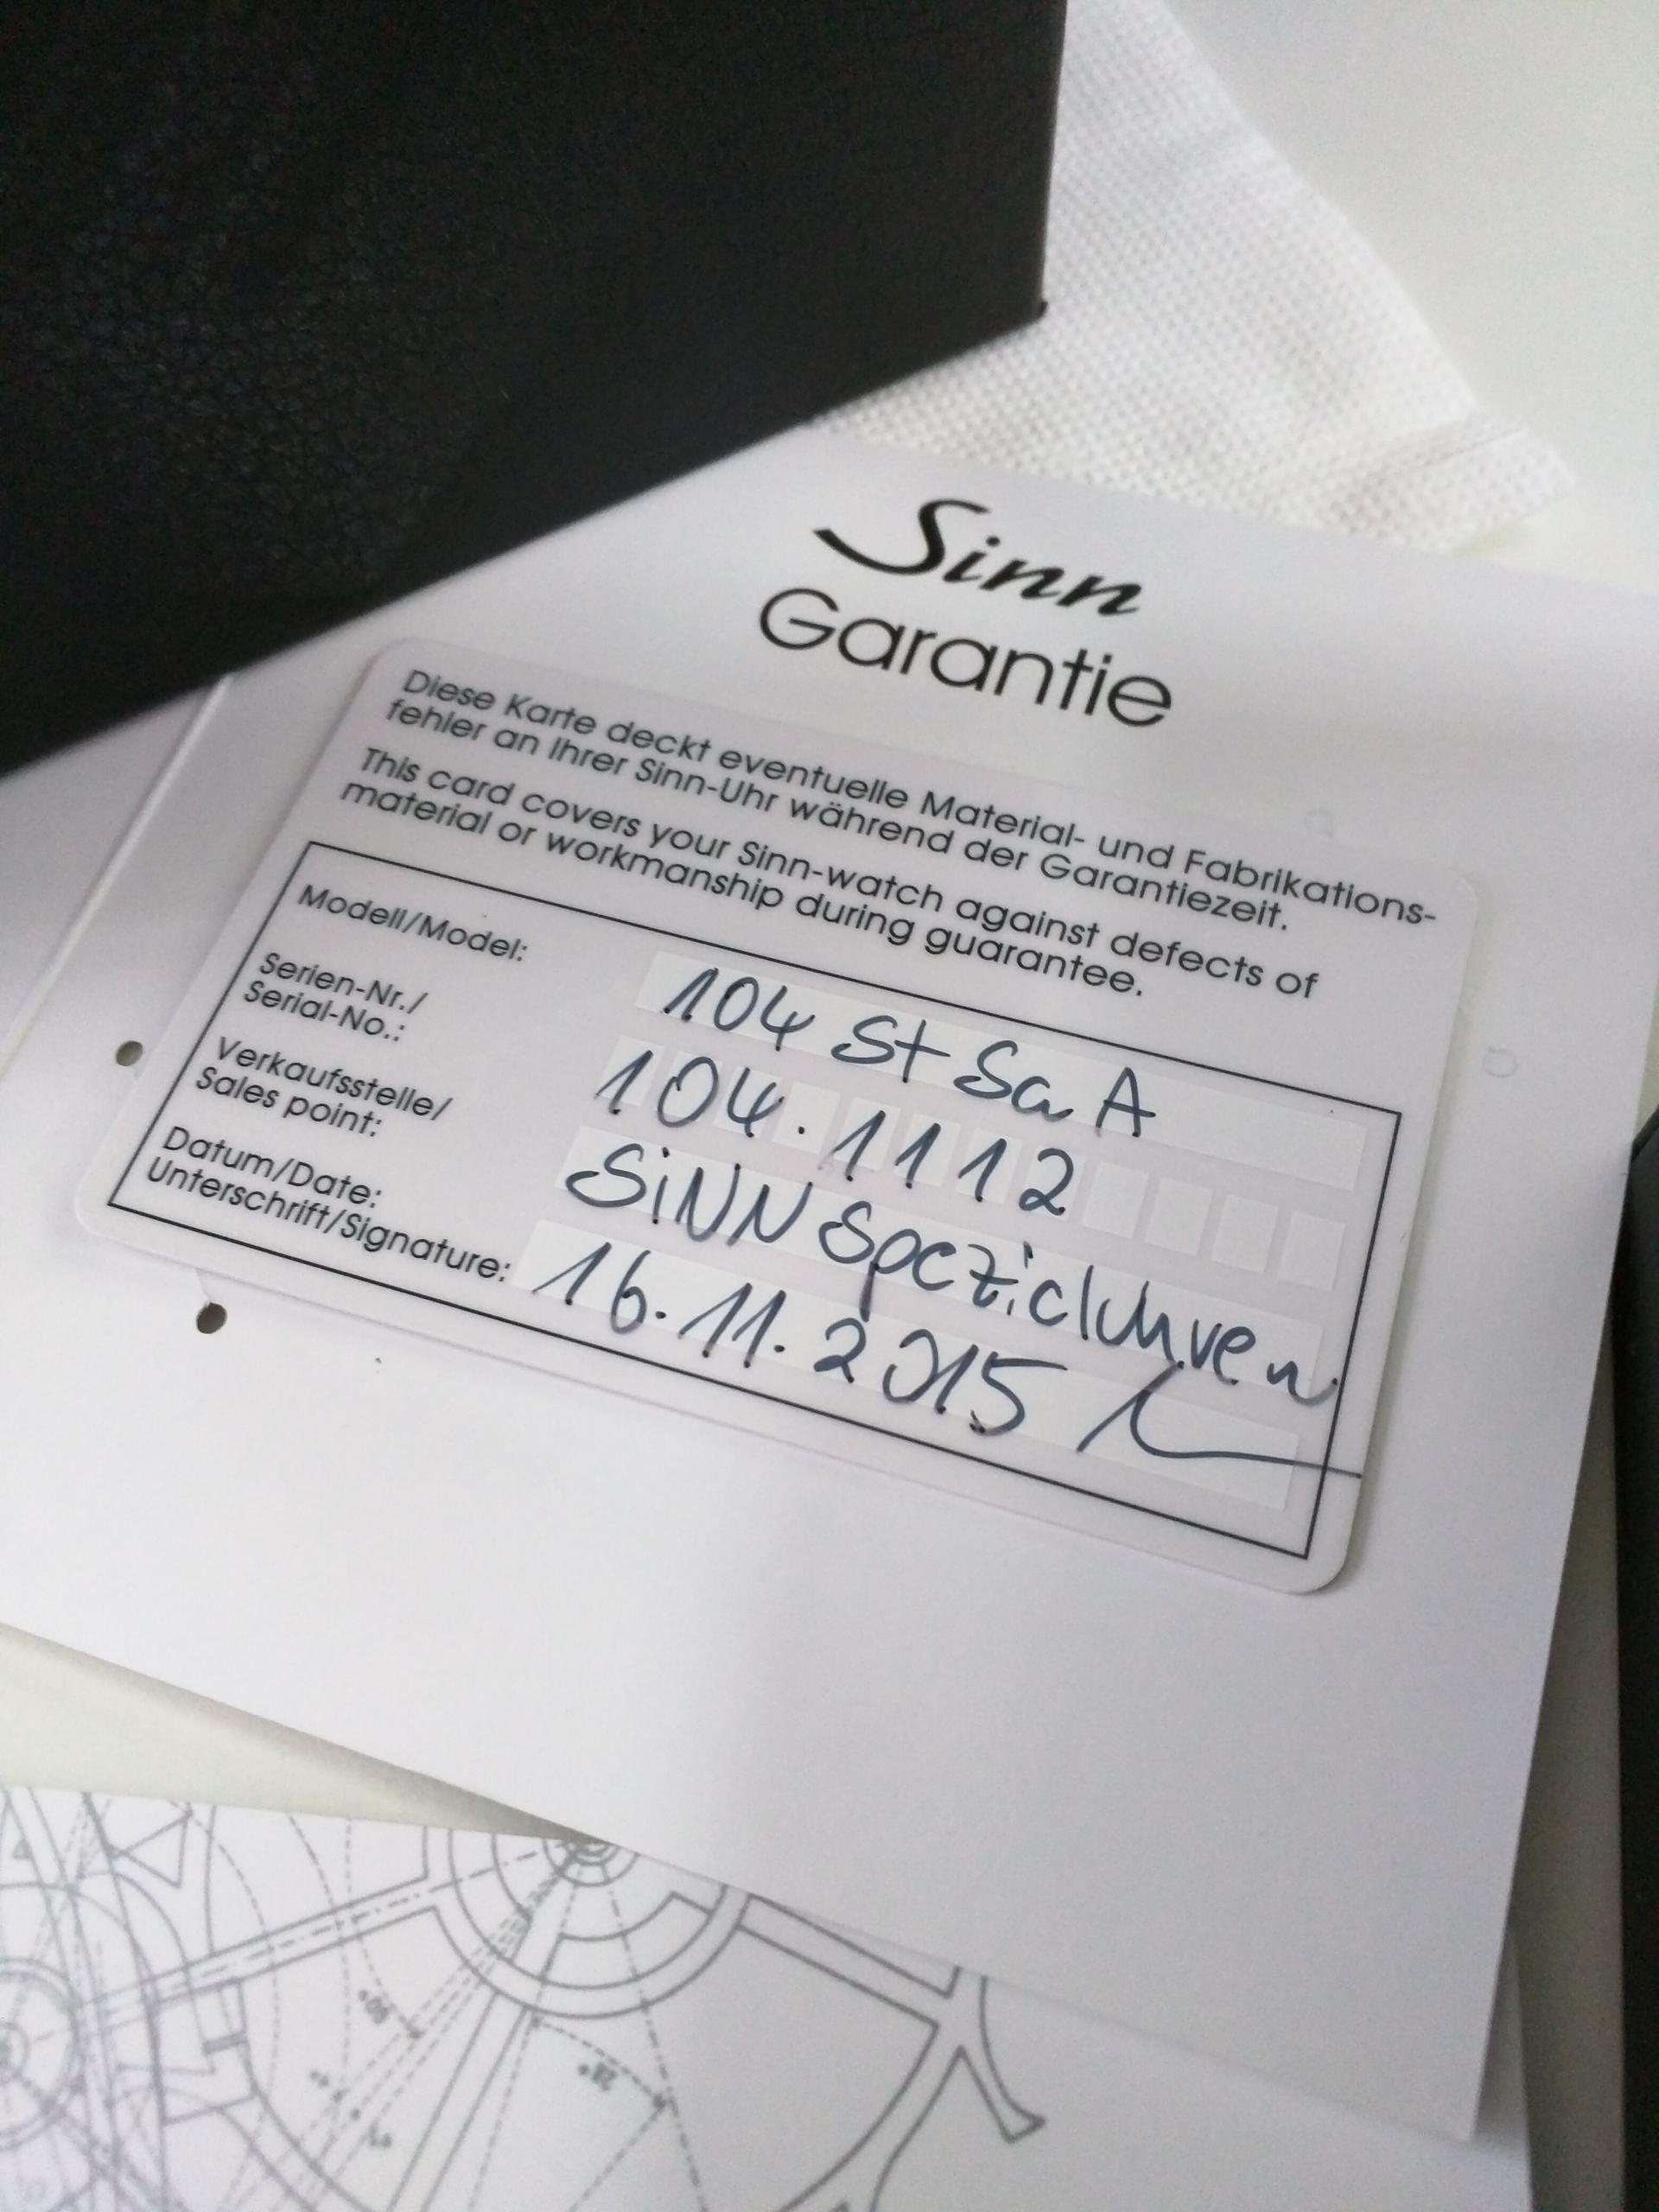 Sinn
Garantie
Diese Karte deckt eventuelle Material- und Fabrikations-
fehler an Ihrer Sinn-Uhr während der Garantiezeit.
This card covers your Sinn-watch against defects of
material or workmanship during guarantee.
Modell/Model: 104 St Sa A
Serien-Nr./
Serial-No.: 104.1112
Verkaufsstelle/
Sales point: SiNN Spezialuhren
Datum/Date: 16.11.2015
Unterschrift/Signature: